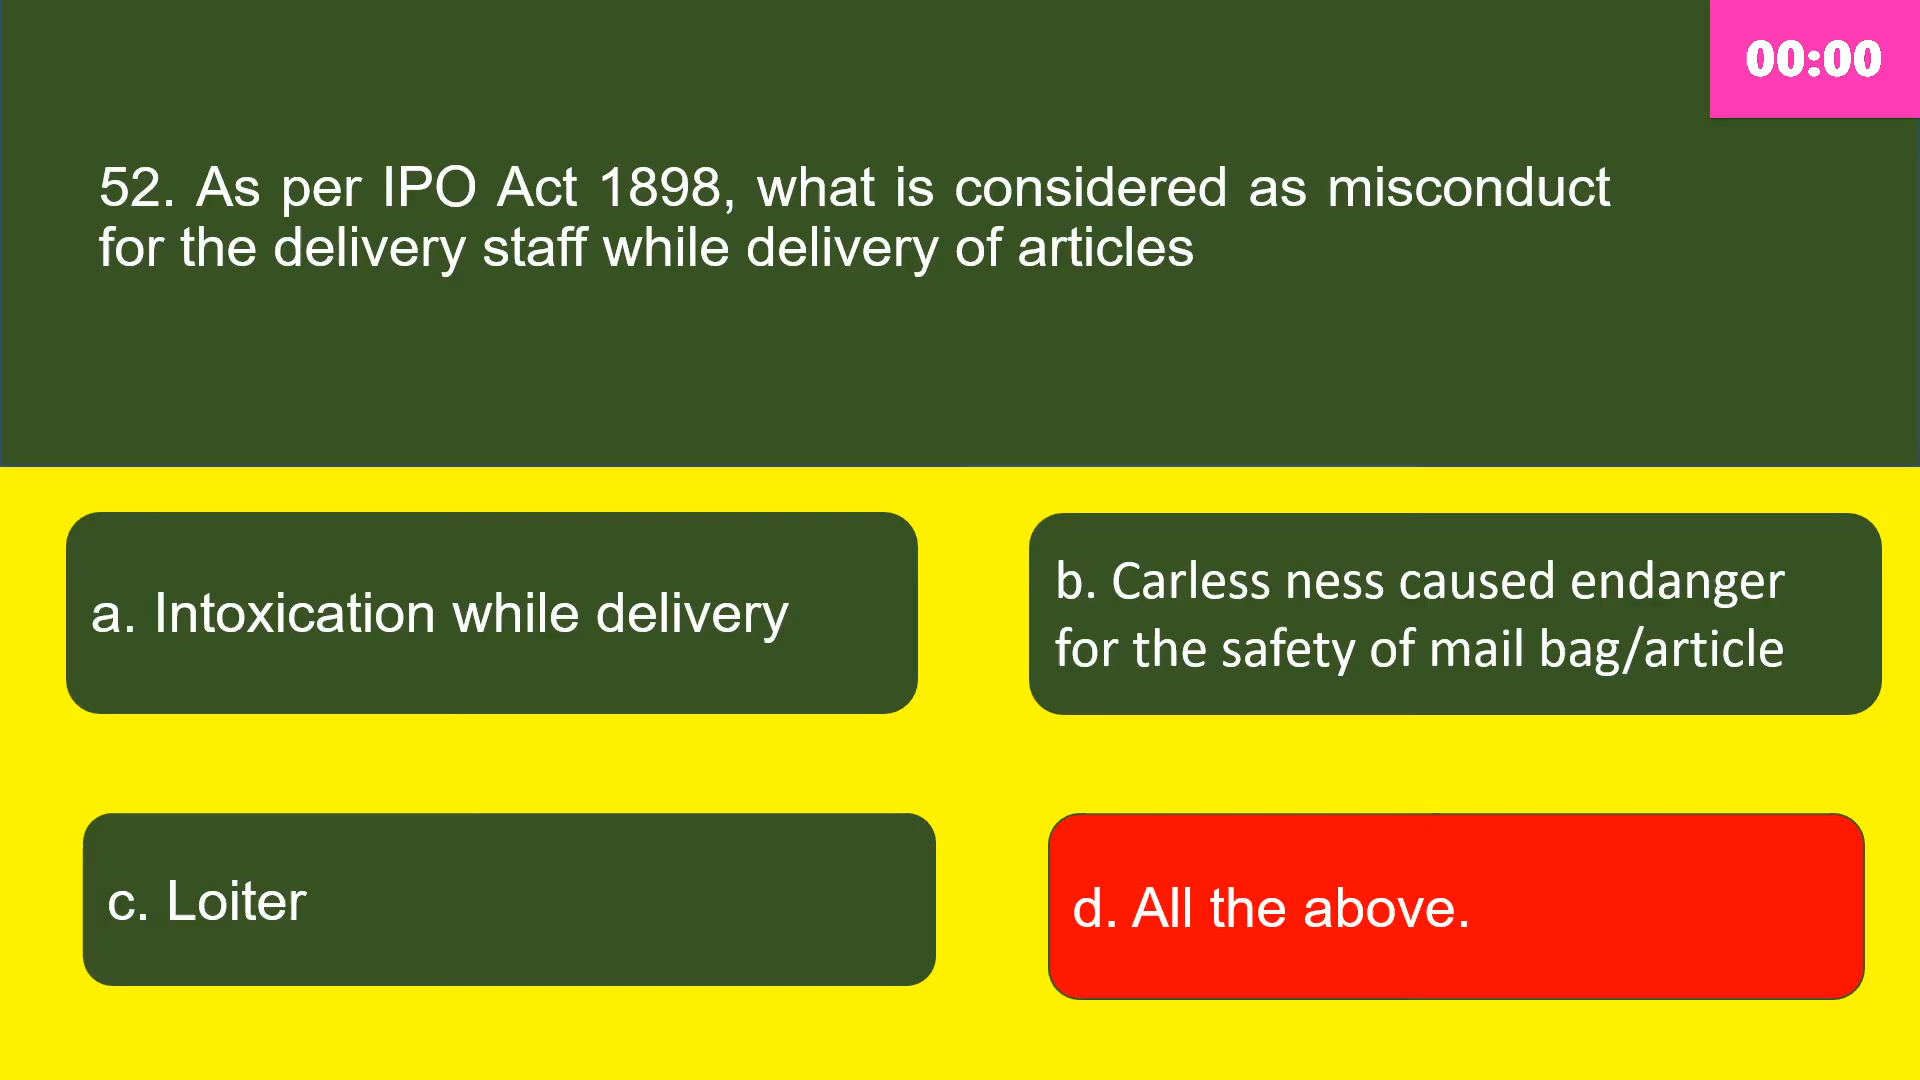 00:00
52. As per IPO Act 1898, what is considered as misconduct
for the delivery staff while delivery of articles
a. Intoxication while delivery
b. Carless ness caused endanger
for the safety of mail bag/article
c. Loiter
d. All the above.